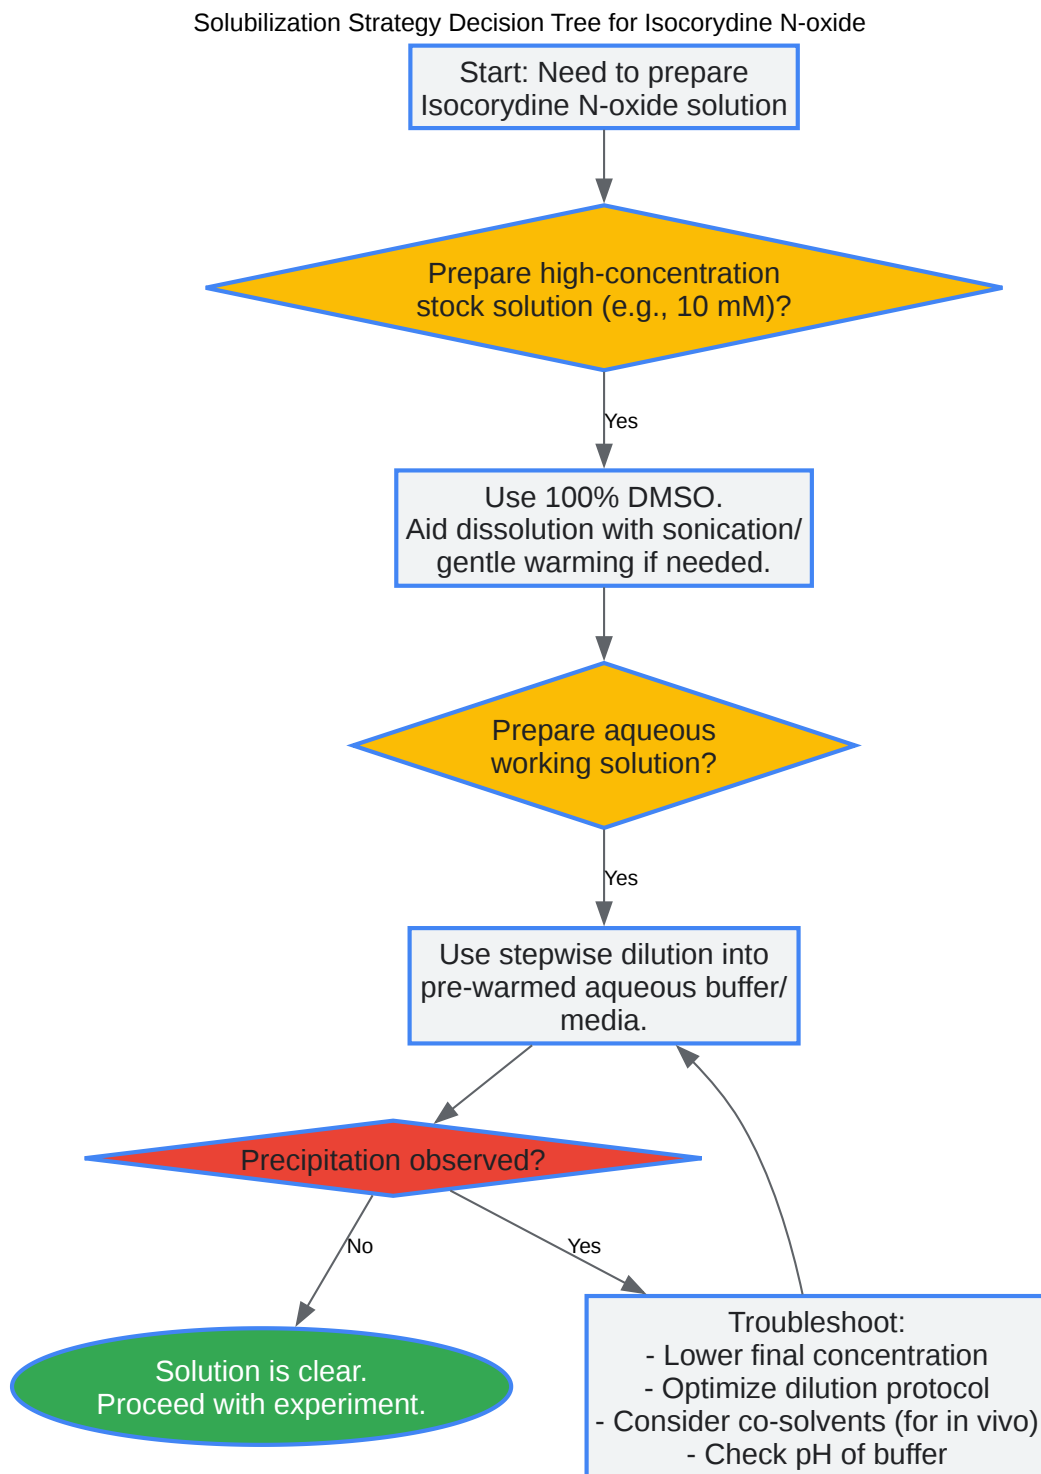 Solubilization Strategy Decision Tree for Isocorydine N-oxide
Start: Need to prepare
Isocorydine N-oxide solution
Prepare high-concentration
stock solution (e.g., 10 mM)?
Yes
Use 100% DMSO.
Aid dissolution with sonication/
gentle warming if needed.
Prepare aqueous
working solution?
Yes
Use stepwise dilution into
pre-warmed aqueous buffer/
media.
Precipitation observed?
No
Yes
Solution is clear.
Proceed with experiment.
Troubleshoot:
- Lower final concentration
- Optimize dilution protocol
- Consider co-solvents (for in vivo)
- Check pH of buffer